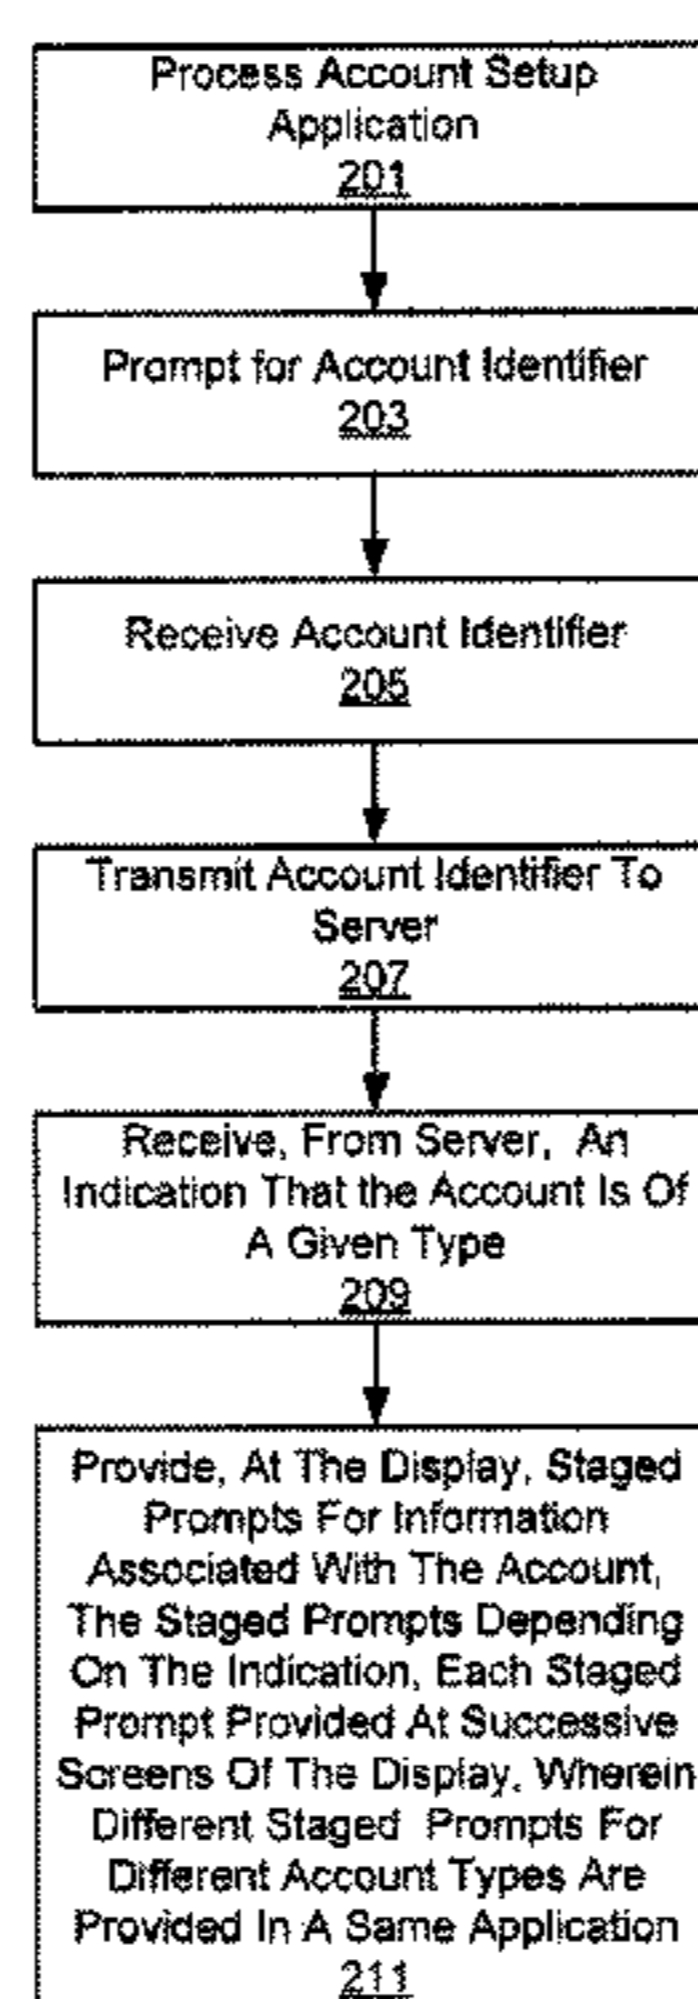 Process Account Setup
Application
201
Prompt for Account Identifier
203
Receive Account Identifier
205
Transmit Account Identifier To
Server
207
Receive, From Server, An
Indication That the Account Is Of
A Given Type
209
Provide, At The Display, Staged
Prompts For Information
Associated With The Account,
The Staged Prompts Depending
On The Indication, Each Staged
Prompt Provided At Successive
Screens Of The Display, Wherein
Different Staged Prompts For
Different Account Types Are
Provided In A Same Application
211